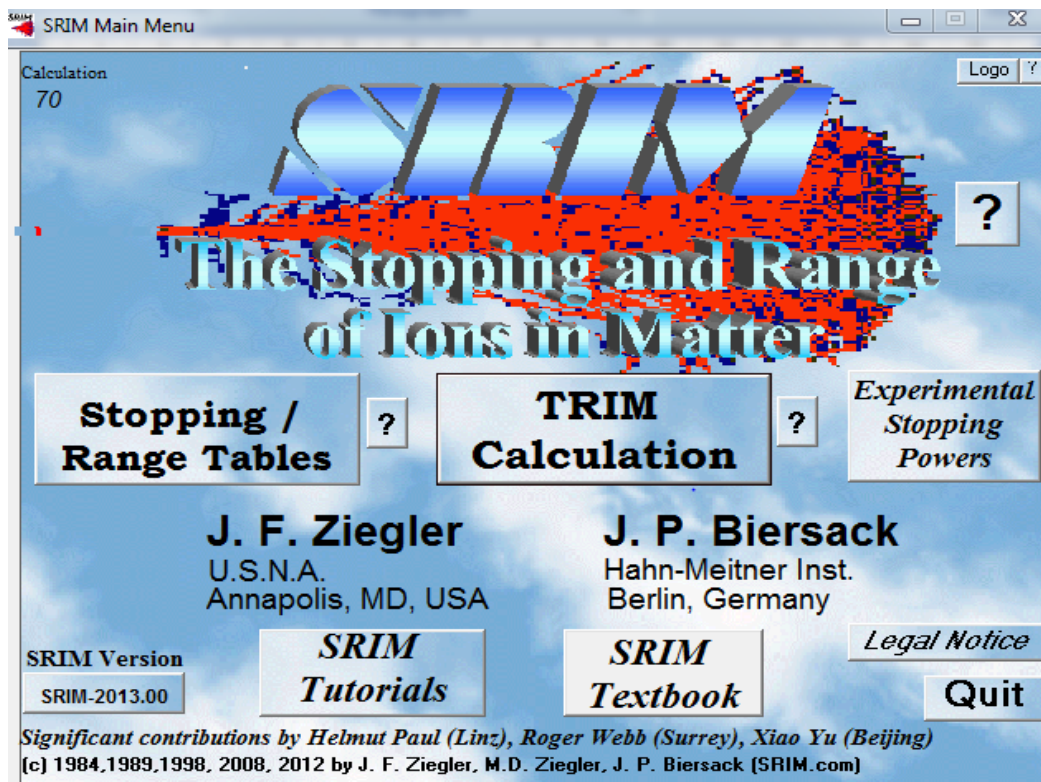 SRIM Main Menu
Calculation
70
Logo ?
SRIM
?
The Stopping and Range
of Ions in Matter
Stopping /
Range Tables
?
TRIM
Calculation
?
Experimental
Stopping
Powers
J. F. Ziegler
U.S.N.A.
Annapolis, MD, USA
J. P. Biersack
Hahn-Meitner Inst.
Berlin, Germany
SRIM Version
SRIM-2013.00
SRIM
Tutorials
SRIM
Textbook
Legal Notice
Quit
Significant contributions by Helmut Paul (Linz), Roger Webb (Surrey), Xiao Yu (Beijing)
(c) 1984,1989,1998, 2008, 2012 by J. F. Ziegler, M.D. Ziegler, J. P. Biersack (SRIM.com)